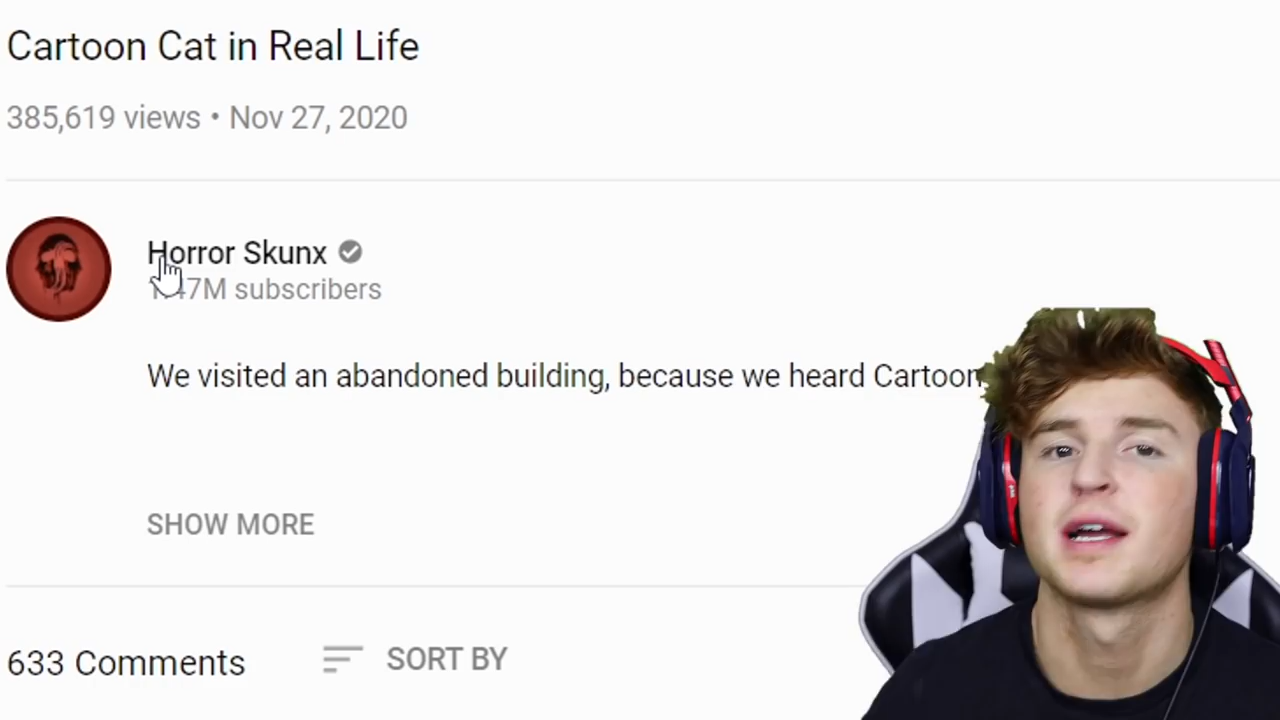 Cartoon Cat in Real Life
385,619 views • Nov 27, 2020
Horror Skunx
subscribers
We visited an abandoned building, because we heard Cartoon
SHOW MORE
633 Comments
SORT BY